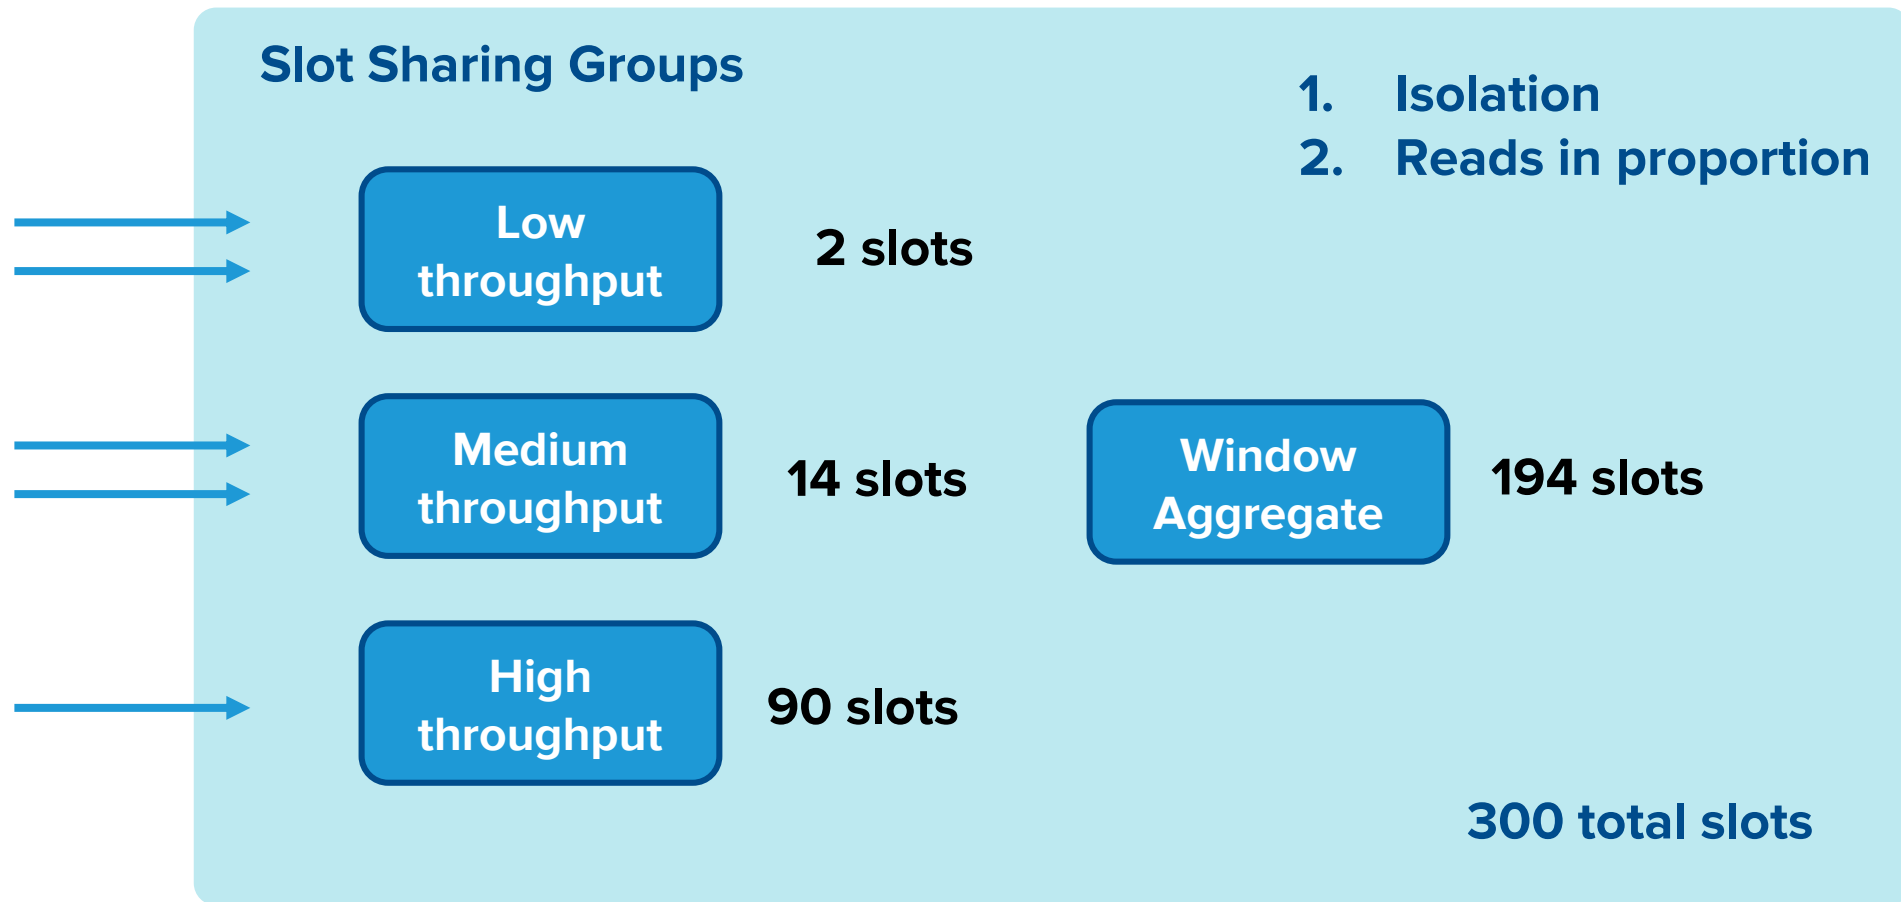 Slot Sharing Groups
1. Isolation
2. Reads in proportion
Low
throughput
2 slots
Medium
throughput
14 slots
Window
Aggregate
194 slots
High
throughput
90 slots
300 total slots